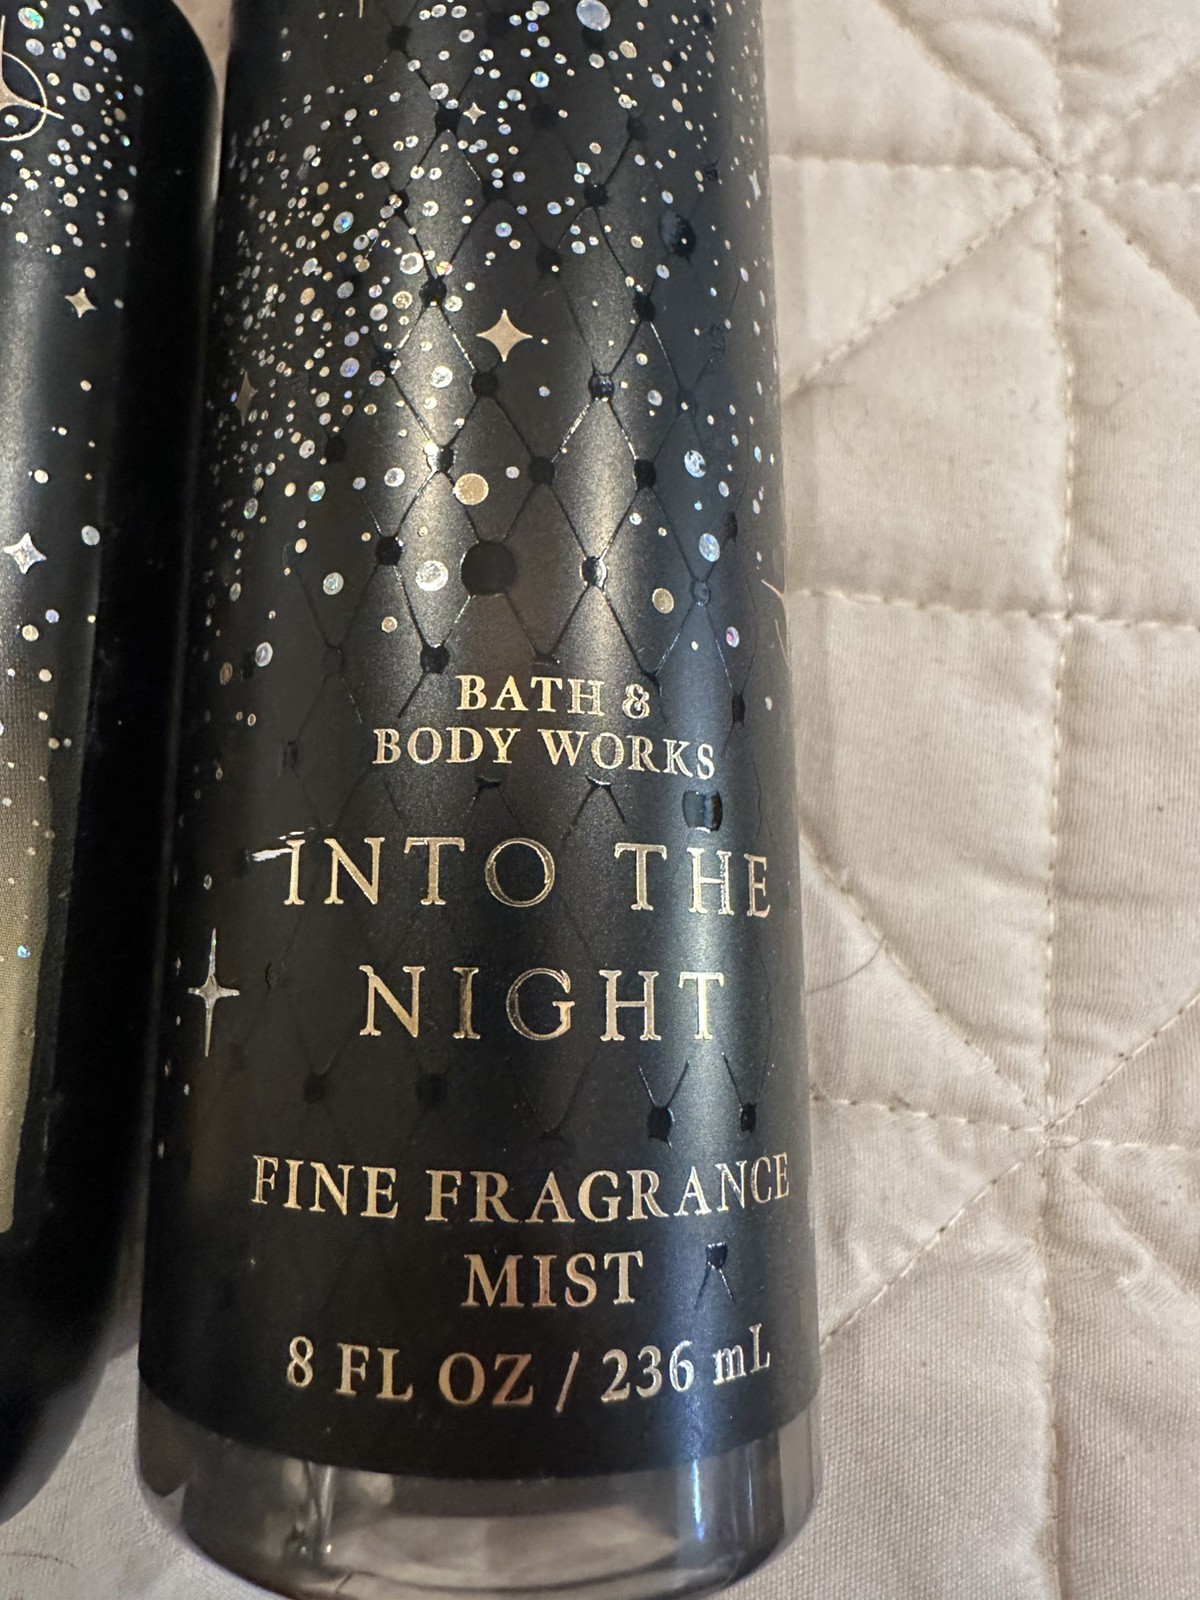 BATH &
BODY WORKS
INTO THE
NIGHT
FINE FRAGRANCE
MIST
8 FL OZ / 236 mL